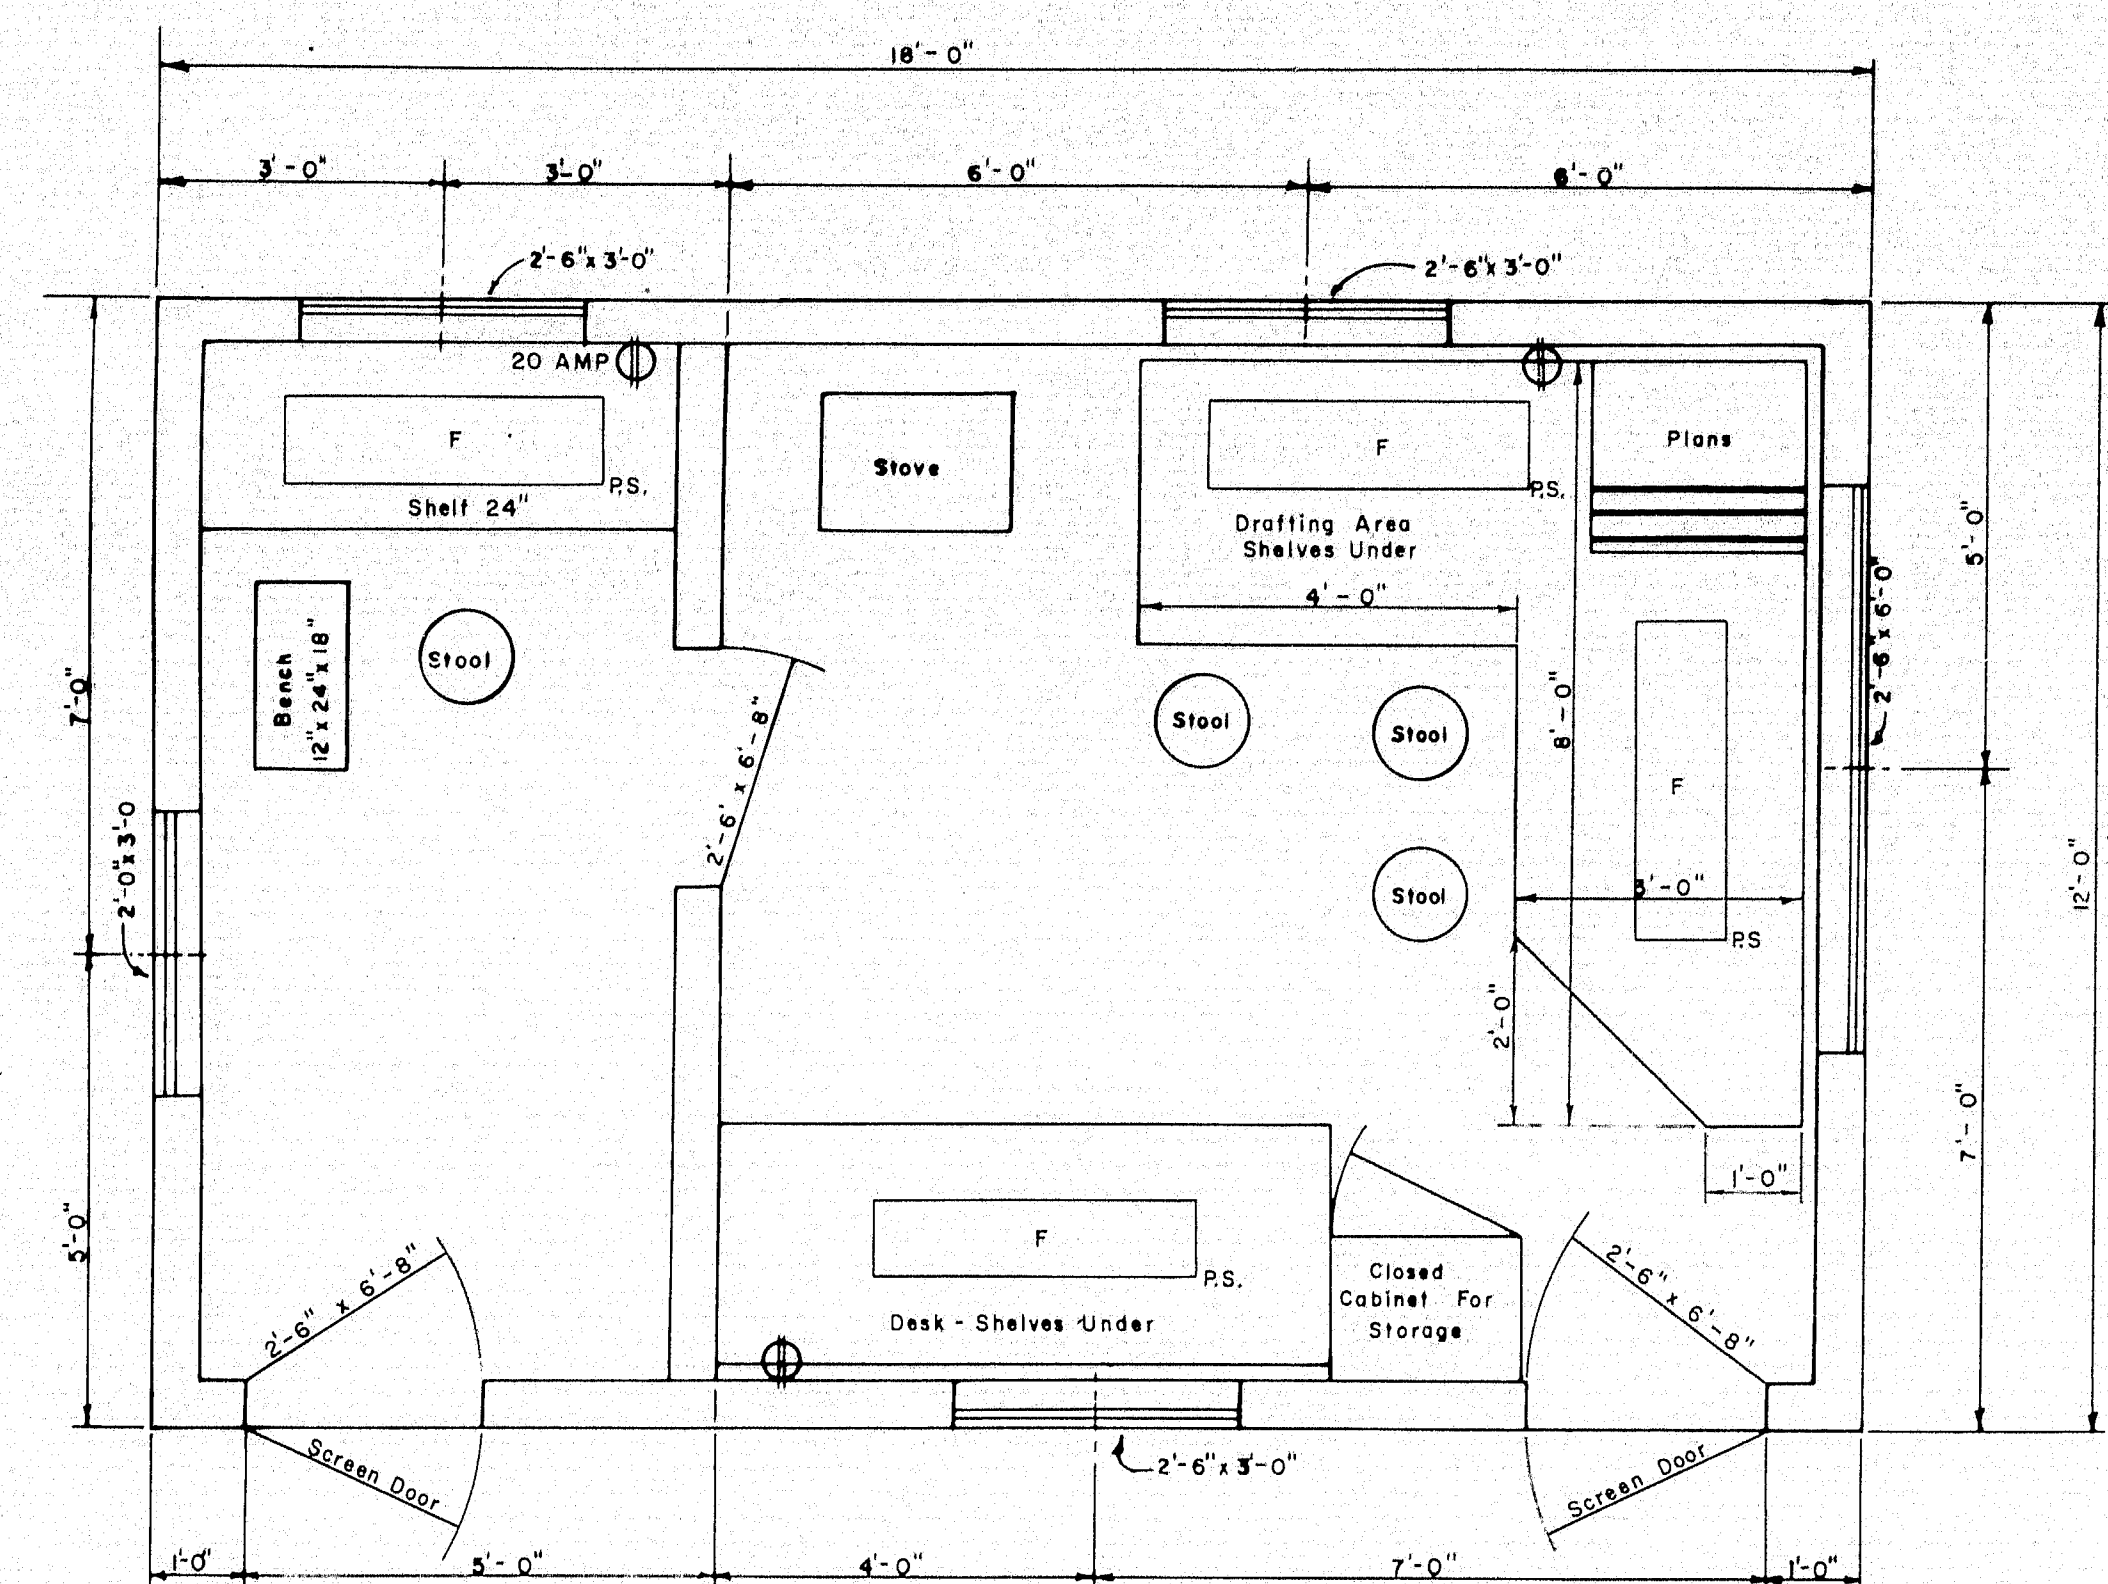 18'-0"
3'-0"
3'-0"
6'-0"
6'-0"
2'-6"x 3'-0"
2'-6"x 3'-0"
20 AMP
F
P.S.
Shelf 24"
Stove
F
P.S.
Drafting Area
Shelves Under
4'-0"
Plans
5'-0"
2'-6" x 6'-0"
Bench
12"x 24"x 18"
Stool
7'-0"
2'-6' x 6'-8"
Stool
Stool
8'-0"
F
2'-0"x 3'-0
Stool
3'-0"
P.S
12'-0"
2'-0"
7'-0"
1'-0"
5'-0"
2'-6" x 6'-8"
F
P.S.
Desk - Shelves Under
Closed
Cabinet For
Storage
2'-6" x 6'-8"
Screen Door
2'-6"x 3'-0"
Screen Door
1'-0"
5'-0"
4'-0"
7'-0"
1'-0"